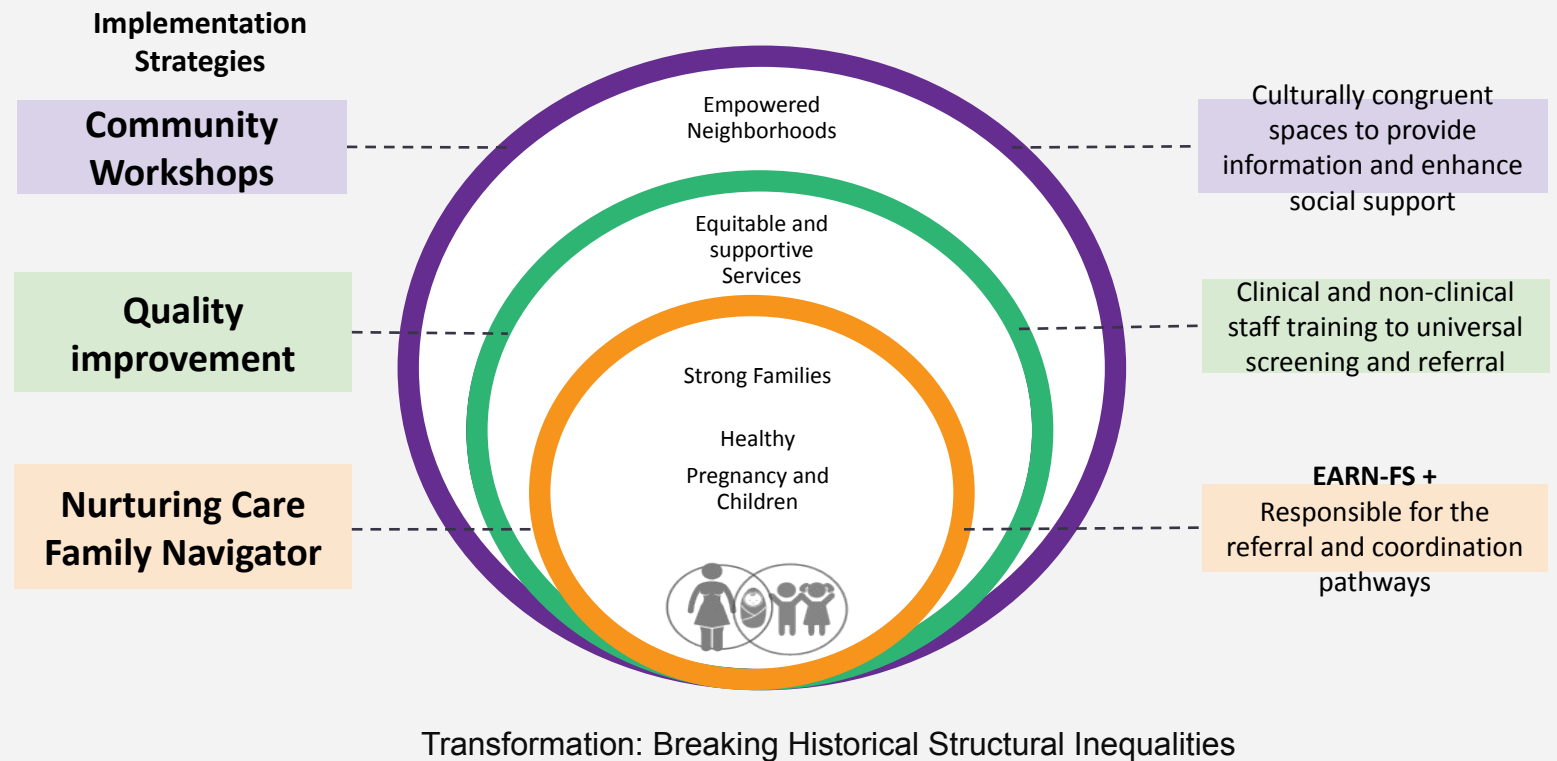 Implementation
Strategies
Community
Workshops
Quality
improvement
Nurturing Care
Family Navigator
Empowered
Neighborhoods
Equitable and
supportive
Services
Strong Families
Healthy
Pregnancy and
Children
Culturally congruent
spaces to provide
information and enhance
social support
Clinical and non-clinical
staff training to universal
screening and referral
EARN-FS +
Responsible for the
referral and coordination
pathways
Transformation: Breaking Historical Structural Inequalities